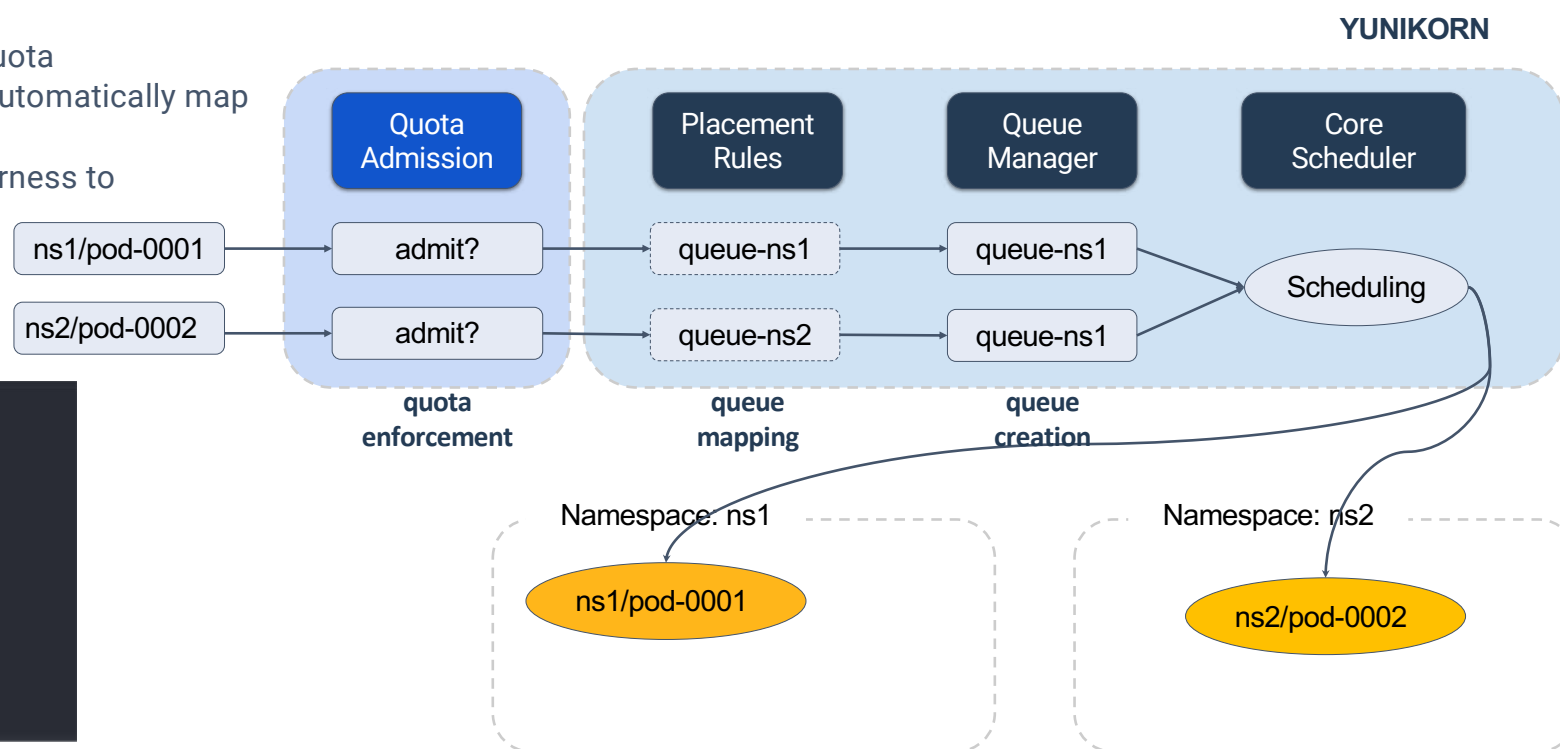 YUNIKORN
uota
utomatically map
rness to
Quota
Admission
Placement
Rules
Queue
Manager
Core
Scheduler
ns1/pod-0001
admit?
queue-ns1
queue-ns1
Scheduling
ns2/pod-0002
admit?
queue-ns2
queue-ns1
quota
enforcement
queue
mapping
queue
creation
Namespace: ns1
Namespace: ns2
ns1/pod-0001
ns2/pod-0002